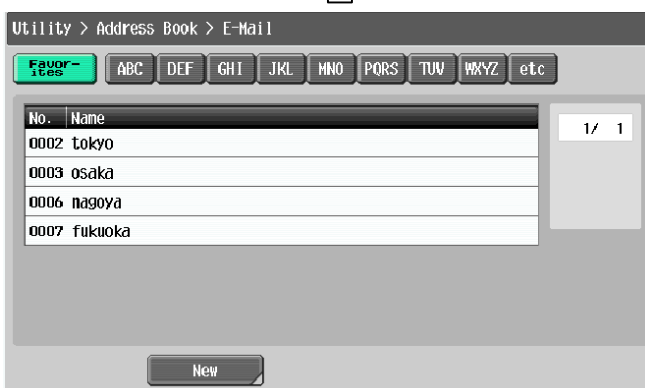 Utility > Address Book > E-Mail
Favor-
ites ABC DEF GHI JKL MNO PQRS TUV WXYZ etc
No. Name
1/ 1
0002 tokyo
0003 osaka
0006 nagoya
0007 fukuoka
New